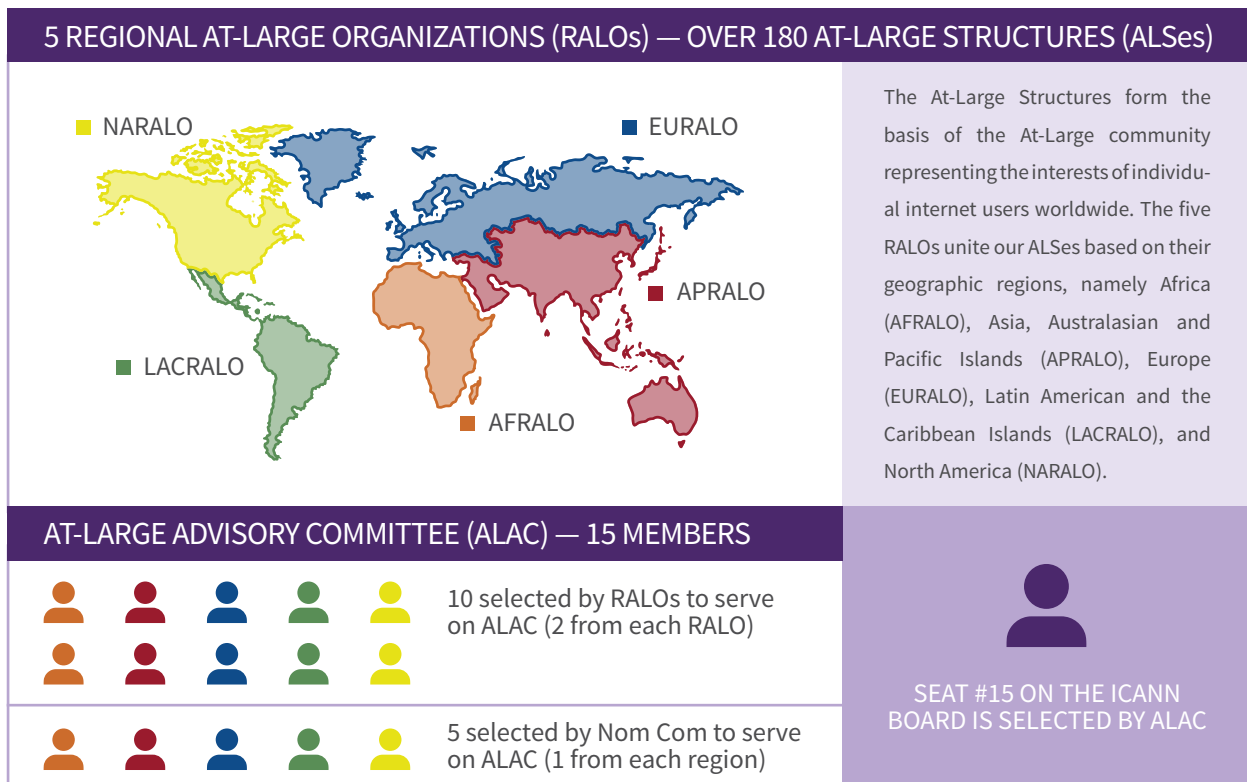 5 REGIONAL AT-LARGE ORGANIZATIONS (RALOs) — OVER 180 AT-LARGE STRUCTURES (ALSes)
NARALO
EURALO
APRALO
LACRALO
AFRALO
The At-Large Structures form the
basis of the At-Large community
representing the interests of individu-
al internet users worldwide. The five
RALOs unite our ALSes based on their
geographic regions, namely Africa
(AFRALO), Asia, Australasian and
Pacific Islands (APRALO), Europe
(EURALO), Latin American and the
Caribbean Islands (LACRALO), and
North America (NARALO).
AT-LARGE ADVISORY COMMITTEE (ALAC) — 15 MEMBERS
10 selected by RALOs to serve
on ALAC (2 from each RALO)
5 selected by Nom Com to serve
on ALAC (1 from each region)
SEAT #15 ON THE ICANN
BOARD IS SELECTED BY ALAC